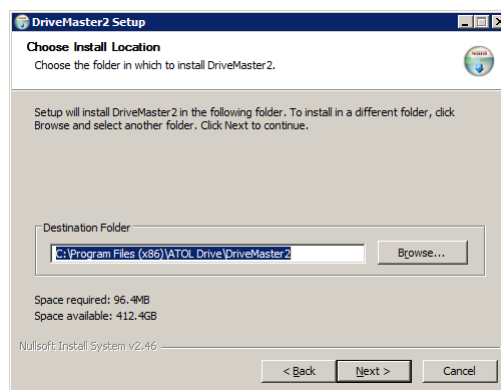 DriveMaster2 Setup
Choose Install Location
Choose the folder in which to install DriveMaster2.
Setup will install DriveMaster2 in the following folder. To install in a different folder, click
Browse and select another folder. Click Next to continue.
Destination Folder
C:\Program Files (x86)\ATOL Drive\DriveMaster2
Browse...
Space required: 96.4MB
Space available: 412.4GB
Nullsoft Install System v2.46
< Back Next > Cancel